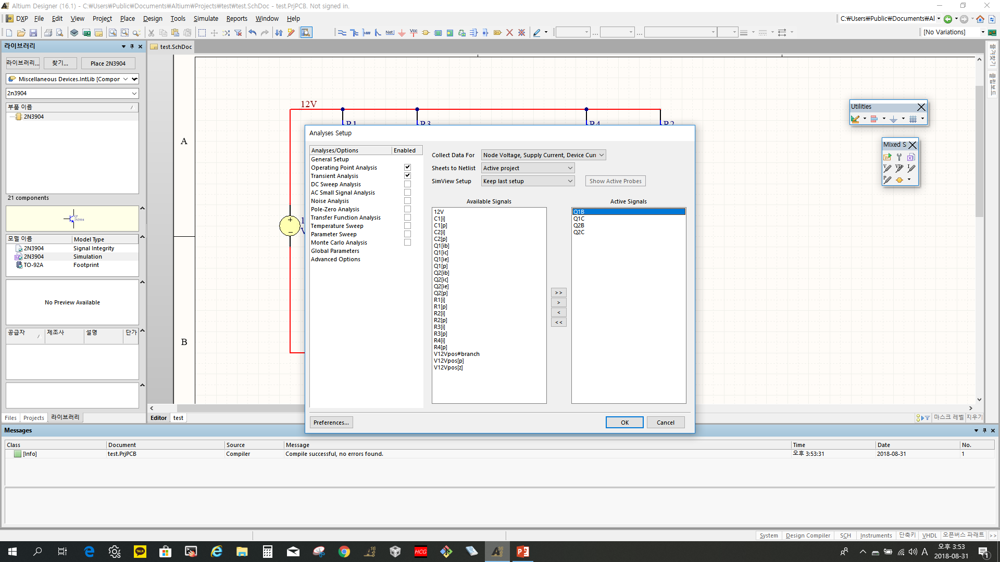 Altium Designer (16.1) - C:₩Users₩Public₩Documents₩Altium₩Projects₩test₩test.SchDoc - test.PrjPCB. Not signed in.
DXP File Edit View Project Place Design Tools Simulate Reports Window Help
C:₩Users₩Public₩Documents₩Al
Net Vcc
[No Variations]
라이브러리
test.SchDoc
라이브러리... 찾기... Place 2N3904
Miscellaneous Devices.IntLib [Compor
2n3904
부품 이름
2N3904
21 components
모델 이름 Model Type
2N3904 Signal Integrity
2N3904 Simulation
TO-92A Footprint
No Preview Available
공급자 제조사 설명 단가
Files Projects 라이브러리
A
B
12V
R1 R3 R4 R2
Utilities
Mixed S
즐겨찾기
클립보드
Analyses Setup
Analyses/Options Enabled
General Setup
Operating Point Analysis
Transient Analysis
DC Sweep Analysis
AC Small Signal Analysis
Noise Analysis
Pole-Zero Analysis
Transfer Function Analysis
Temperature Sweep
Parameter Sweep
Monte Carlo Analysis
Global Parameters
Advanced Options
Collect Data For Node Voltage, Supply Current, Device Curr
Sheets to Netlist Active project
SimView Setup Keep last setup Show Active Probes
Available Signals
12V
C1[i]
C1[p]
C2[i]
C2[p]
Q1[ib]
Q1[ic]
Q1[ie]
Q1[p]
Q2[ib]
Q2[ic]
Q2[ie]
Q2[p]
R1[i]
R1[p]
R2[i]
R2[p]
R3[i]
R3[p]
R4[i]
R4[p]
V12Vpos#branch
V12Vpos[p]
V12Vpos[z]
>>
>
<
<<
Active Signals
Q1B
Q1C
Q2B
Q2C
Preferences... OK Cancel
Editor test
마스크 레벨 지우기
Messages
Class Document Source Message Time Date No.
[Info] test.PrjPCB Compiler Compile successful, no errors found. 오후 3:53:31 2018-08-31 1
System Design Compiler SCH Instruments 단축키 VHDL 오픈버스 파레트 >>
TALK
HCG
A
오후 3:53
2018-08-31
1